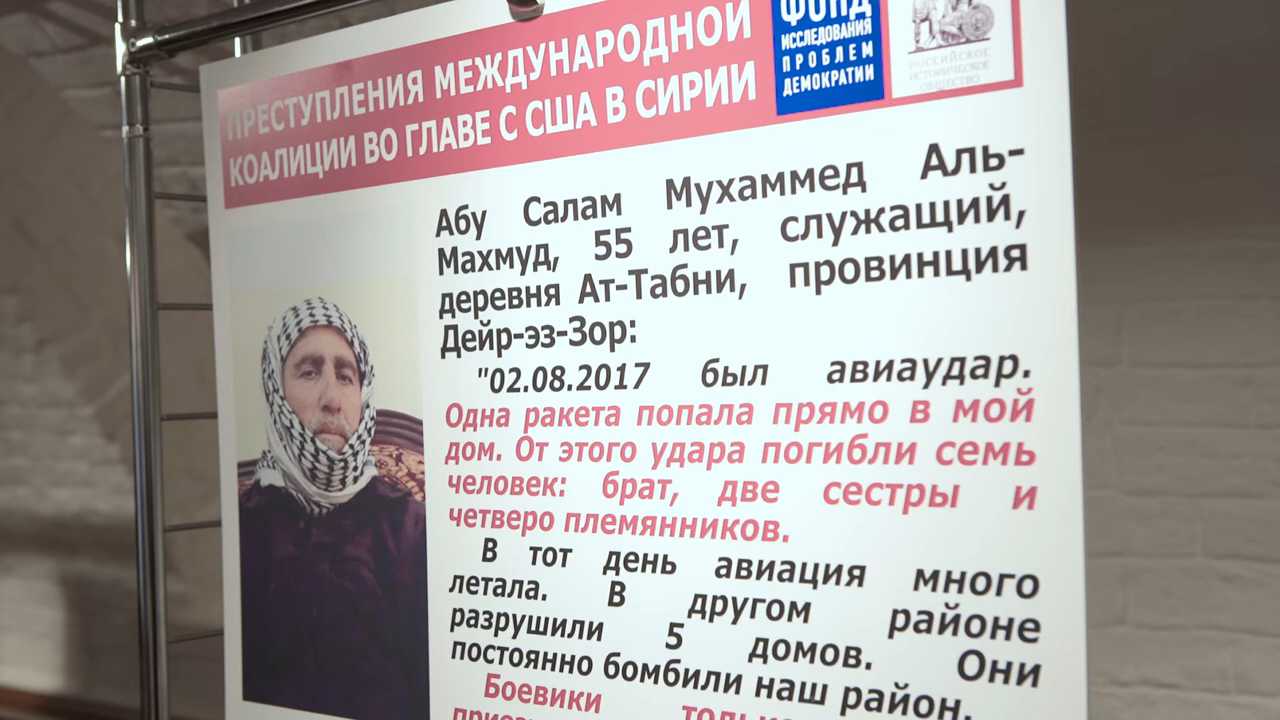 ПРЕСТУПЛЕНИЯ МЕЖДУНАРОДНОЙ
КОАЛИЦИИ ВО ГЛАВЕ С США В СИРИИ
ФОНД
ИССЛЕДОВАНИЯ
ПРОБЛЕМ
ДЕМОКРАТИИ
РОССИЙСКОЕ
ИСТОРИЧЕСКОЕ
ОБЩЕСТВО
Абу Салам Мухаммед Аль-
Махмуд, 55 лет, служащий,
деревня Ат-Табни, провинция
Дейр-эз-Зор:
"02.08.2017 был авиаудар.
Одна ракета попала прямо в мой
дом. От этого удара погибли семь
человек: брат, две сестры и
четверо племянников.
В тот день авиация много
летала. В другом районе
разрушили 5 домов. Они
постоянно бомбили наш район.
Боевики